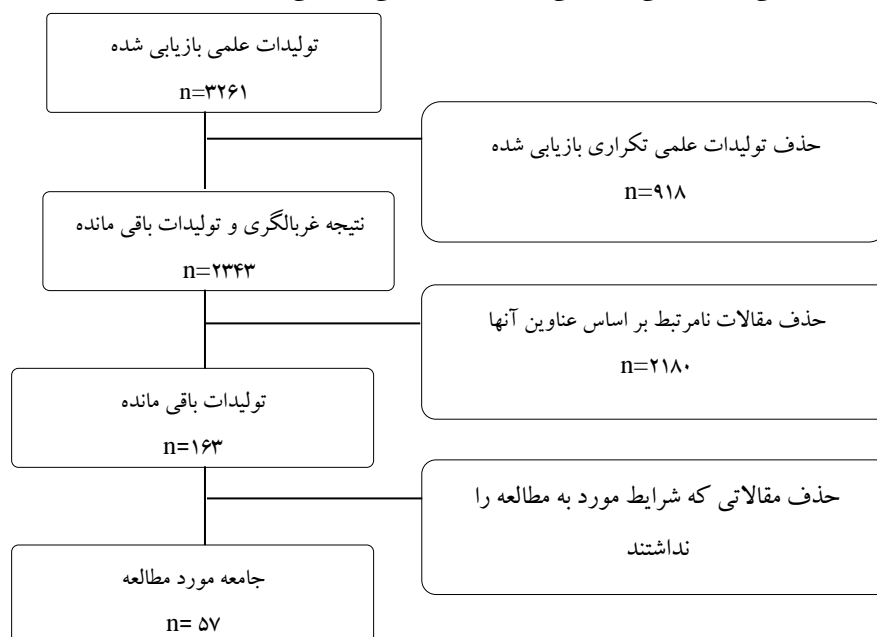 تولیدات علمی بازیابی شده
n=۳۲۶۱
حذف تولیدات علمی تکراری بازیابی شده
n=۹۱۸
نتیجه غربالگری و تولیدات باقی مانده
n=۲۳۴۳
حذف مقالات نامرتبط بر اساس عناوین آنها
n=۲۱۸۰
تولیدات باقی مانده
n=۱۶۳
حذف مقالاتی که شرایط مورد به مطالعه را
نداشتند
جامعه مورد مطالعه
n= ۵۷